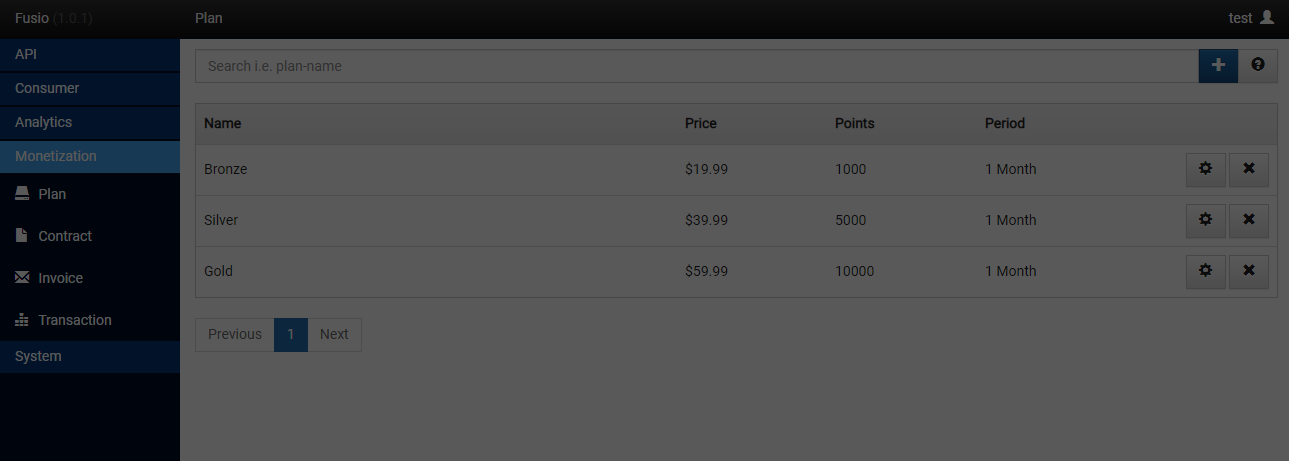 Fusio (1.0.1)
Plan
test
API
Consumer
Analytics
Monetization
Plan
Contract
Invoice
Transaction
System
Search i.e. plan-name
Name Price Points Period
Bronze $19.99 1000 1 Month
Silver $39.99 5000 1 Month
Gold $59.99 10000 1 Month
Previous 1 Next